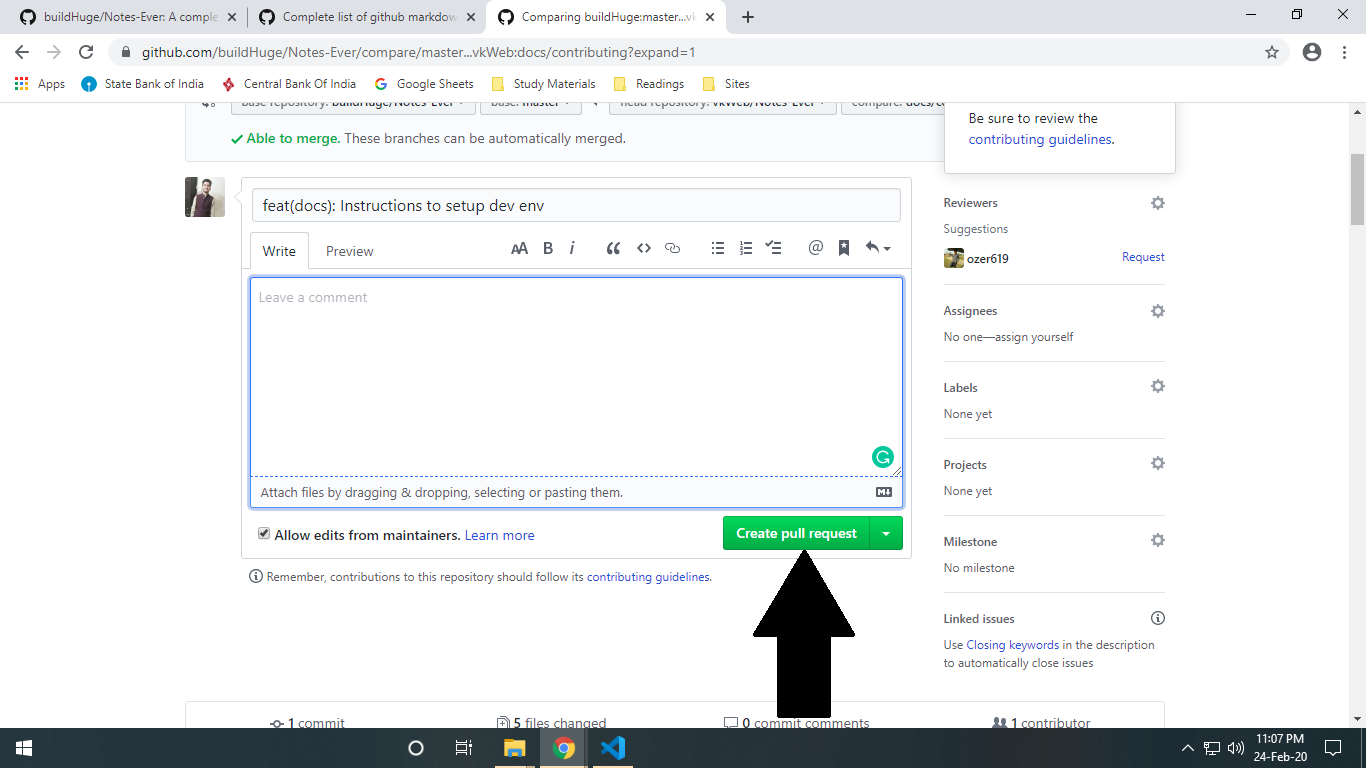 buildHuge/Notes-Ever: A comple
Complete list of github markdow
Comparing buildHuge:master...vk
github.com/buildHuge/Notes-Ever/compare/master...vkWeb:docs/contributing?expand=1
Apps State Bank of India Central Bank Of India Google Sheets Study Materials Readings Sites
base repository: buildHuge/Notes-Ever base: master head repository: vkWeb/Notes-Ever compare: docs/c
Able to merge. These branches can be automatically merged.
Be sure to review the
contributing guidelines.
feat(docs): Instructions to setup dev env
Write Preview
Leave a comment
Attach files by dragging & dropping, selecting or pasting them.
Allow edits from maintainers. Learn more
Create pull request
Remember, contributions to this repository should follow its contributing guidelines.
Reviewers
Suggestions
ozer619 Request
Assignees
No one—assign yourself
Labels
None yet
Projects
None yet
Milestone
No milestone
Linked issues
Use Closing keywords in the description
to automatically close issues
1 commit 5 files changed 0 commit comments 1 contributor
11:07 PM
24-Feb-20